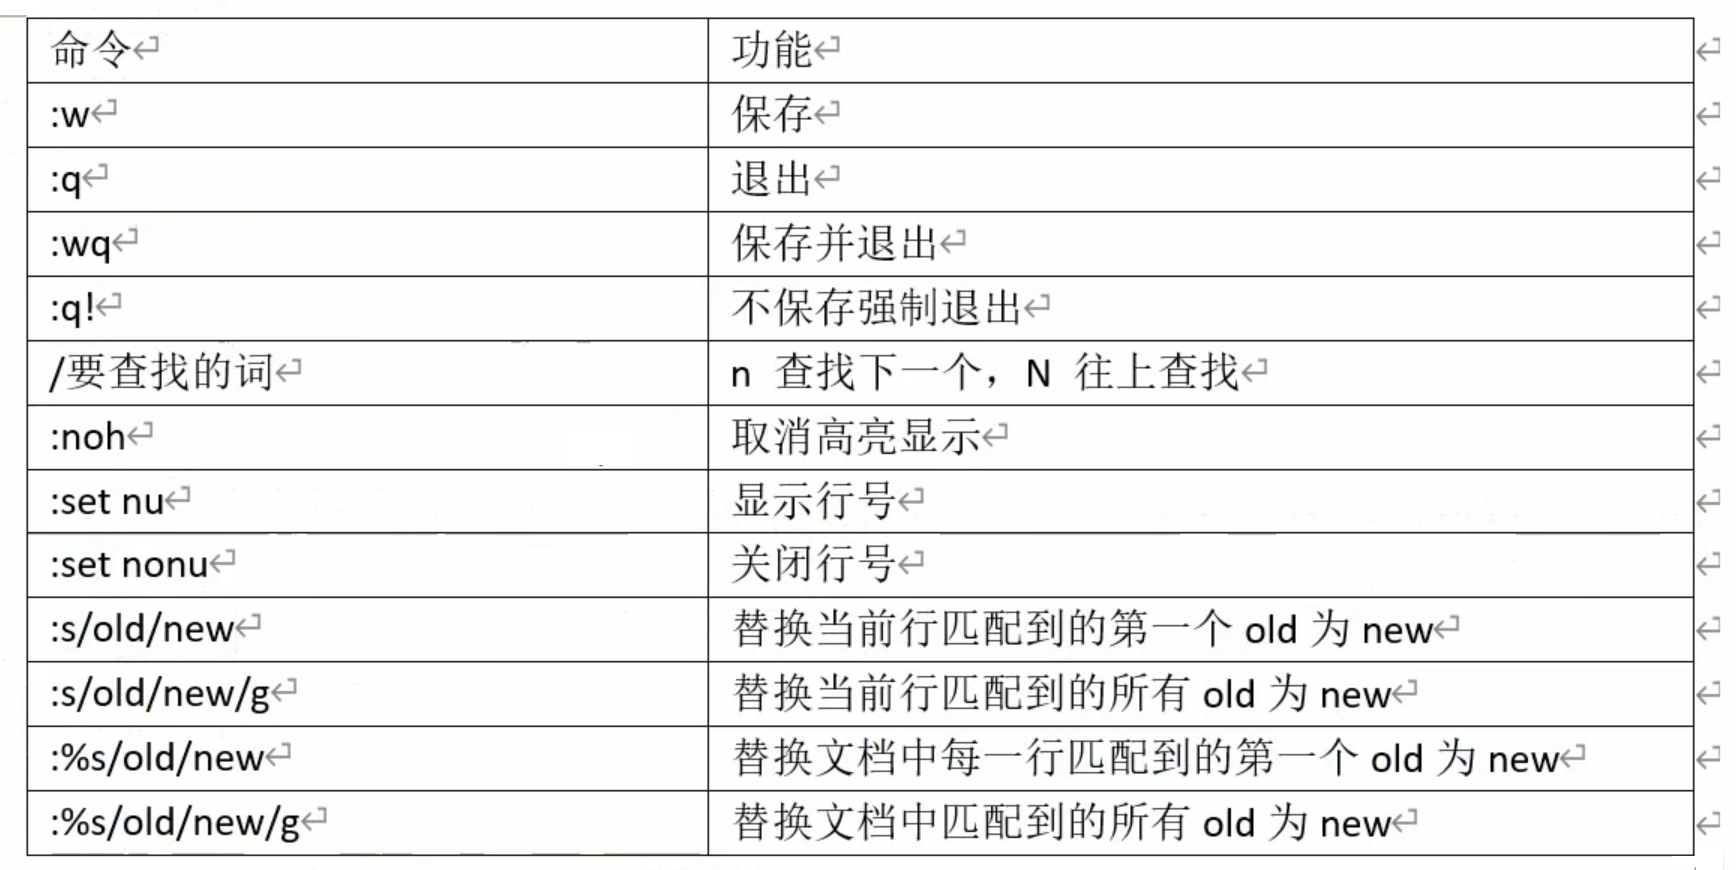 命令 功能
:w 保存
:q 退出
:wq 保存并退出
:q! 不保存强制退出
/要查找的词 n 查找下一个，N 往上查找
:noh 取消高亮显示
:set nu 显示行号
:set nonu 关闭行号
:s/old/new 替换当前行匹配到的第一个 old 为 new
:s/old/new/g 替换当前行匹配到的所有 old 为 new
:%s/old/new 替换文档中每一行匹配到的第一个 old 为 new
:%s/old/new/g 替换文档中匹配到的所有 old 为 new